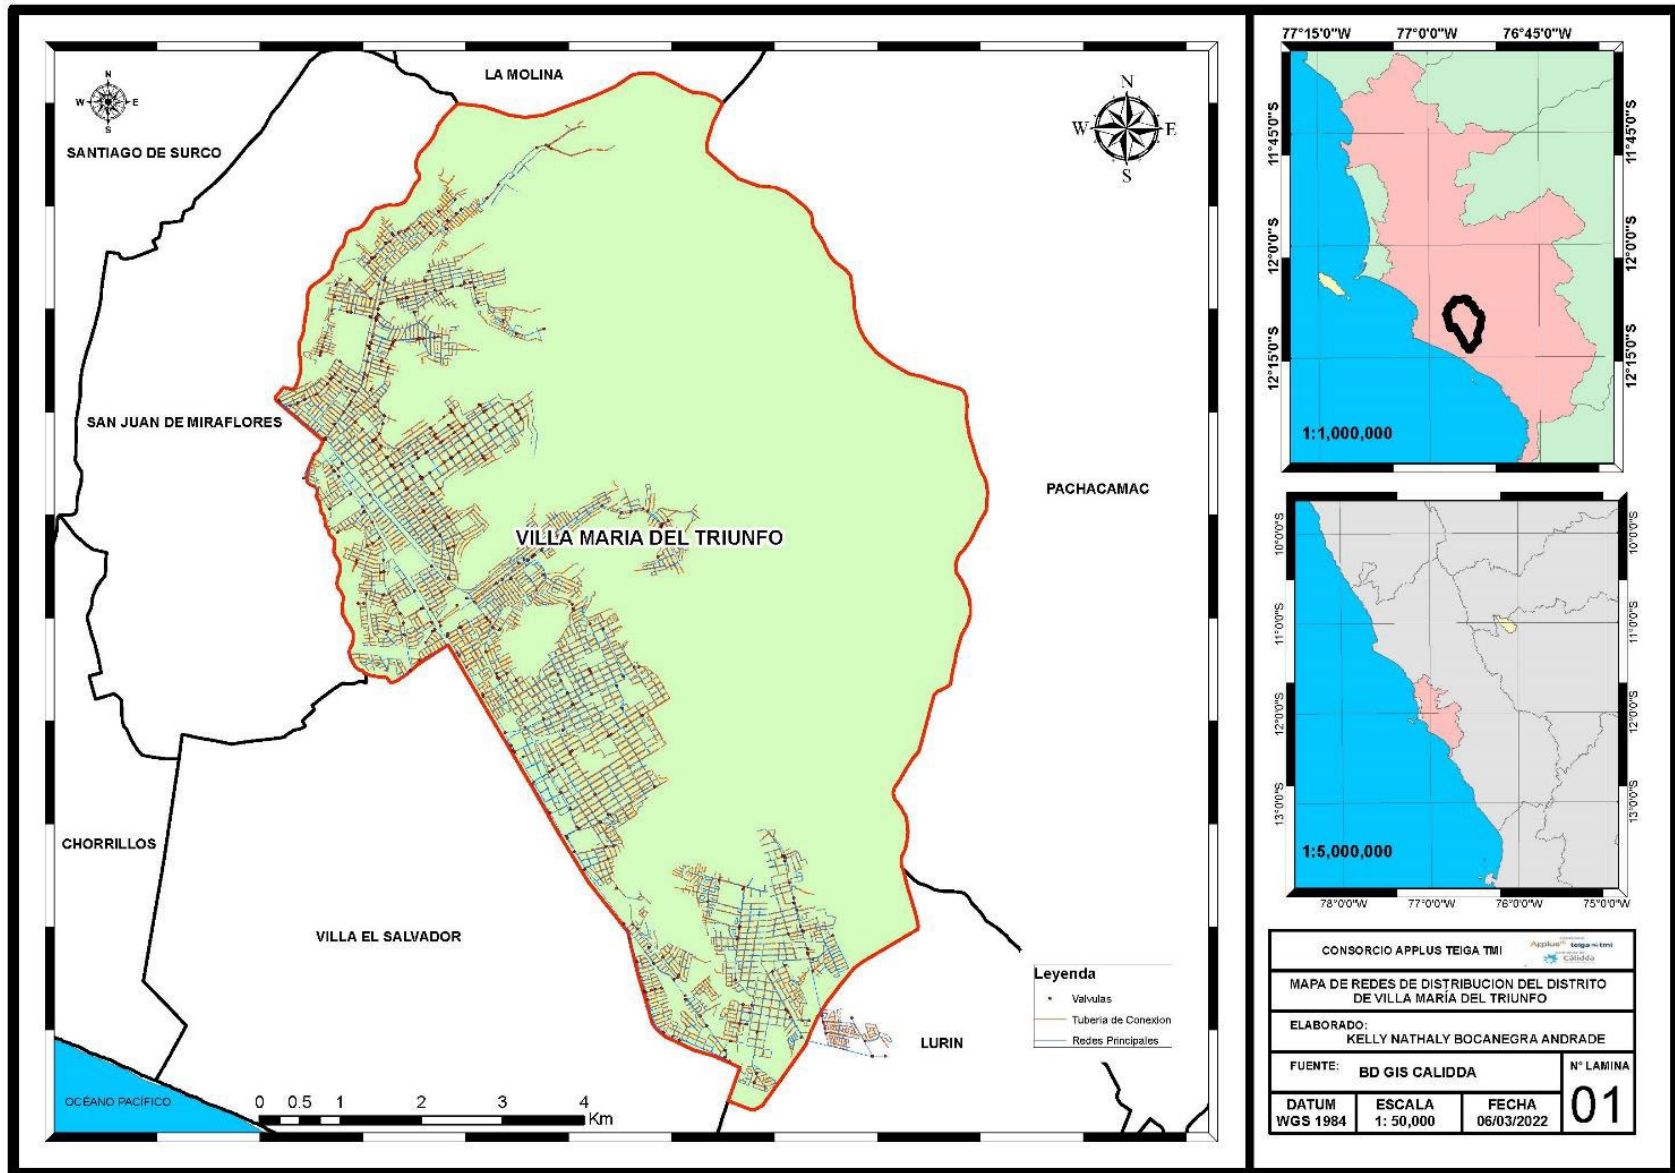 LA MOLINA
N
W E
S
N
W E
S
SANTIAGO DE SURCO
SAN JUAN DE MIRAFLORES
PACHACAMAC
VILLA MARIA DEL TRIUNFO
CHORRILLOS
VILLA EL SALVADOR
LURIN
OCÉANO PACÍFICO
0 0.5 1 2 3 4
Km
Leyenda
Valvulas
Tuberia de Conexion
Redes Principales
77°15'0"W 77°0'0"W 76°45'0"W
11°45'0"S 11°45'0"S
12°0'0"S 12°0'0"S
12°15'0"S 12°15'0"S
1:1,000,000
10°0'0"S 10°0'0"S
11°0'0"S 11°0'0"S
12°0'0"S 12°0'0"S
13°0'0"S 13°0'0"S
1:5,000,000
78°0'0"W 77°0'0"W 76°0'0"W 75°0'0"W
CONSORCIO APPLUS TEIGA TMI
Applus teiga tmi
Cálidda
MAPA DE REDES DE DISTRIBUCION DEL DISTRITO
DE VILLA MARÍA DEL TRIUNFO
ELABORADO:
KELLY NATHALY BOCANEGRA ANDRADE
FUENTE: BD GIS CALIDDA
N° LAMINA
01
DATUM
WGS 1984
ESCALA
1: 50,000
FECHA
06/03/2022